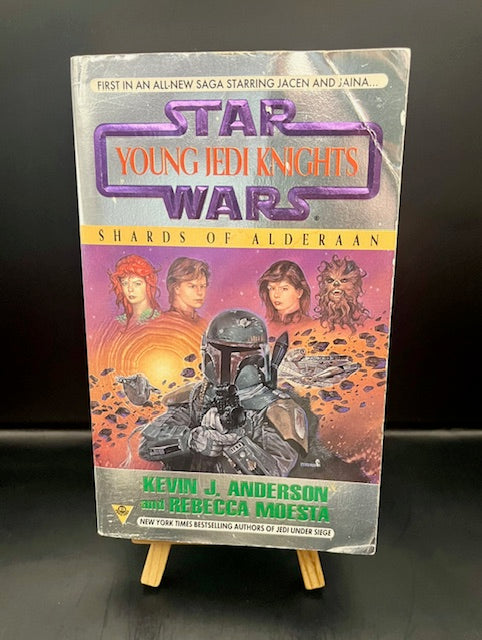 FIRST IN AN ALL-NEW SAGA STARRING JACEN AND JAINA...
STAR
YOUNG JEDI KNIGHTS
WARS®
SHARDS OF ALDERAAN
KEVIN J. ANDERSON
and REBECCA MOESTA
NEW YORK TIMES BESTSELLING AUTHORS OF JEDI UNDER SIEGE